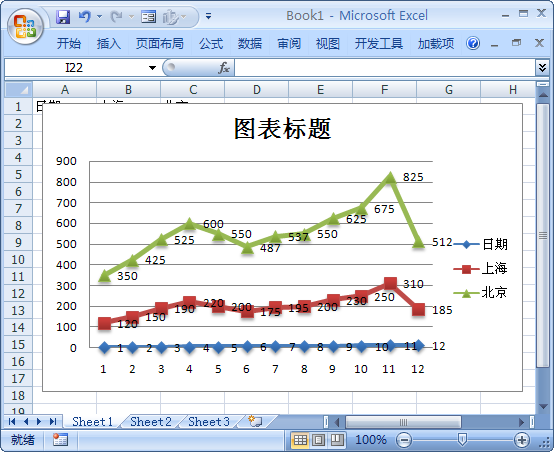 Book1 - Microsoft Excel
开始 插入 页面布局 公式 数据 审阅 视图 开发工具 加载项
I22 fx
A B C D E F G H
1 日期 上海 北京
2
3
4
5
6
7
8
9
10
11
12
13
14
15
16
17
18
19
图表标题
900
800
700
600
500
400
300
200
100
0
350 425 525 600 550 487 537 550 625 675 825 512
120 150 190 220 200 175 195 200 230 250 310 185
1 2 3 4 5 6 7 8 9 10 11 12
1 2 3 4 5 6 7 8 9 10 11 12
日期
上海
北京
Sheet1 Sheet2 Sheet3
就绪 100%